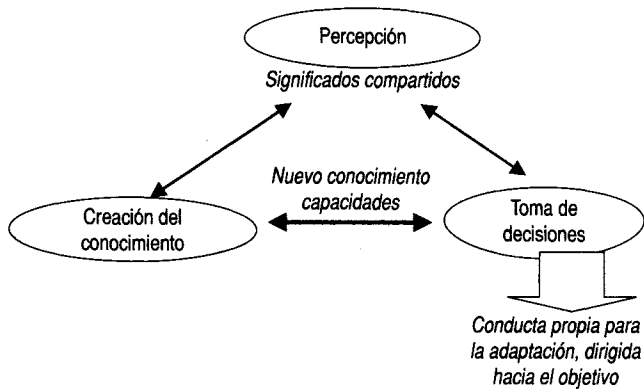 Percepción
Significados compartidos
Nuevo conocimiento
capacidades
Creación del
conocimiento
Toma de
decisiones
Conducta propia para
la adaptación, dirigida
hacia el objetivo